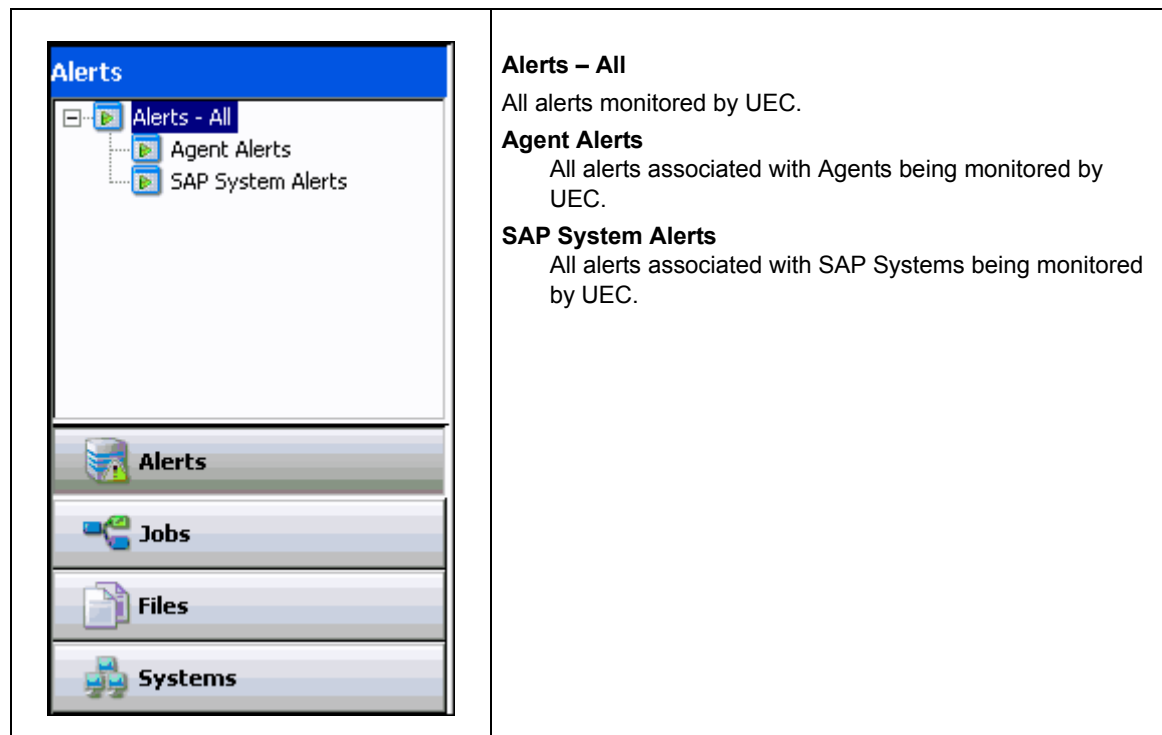 Alerts
Alerts - All
Agent Alerts
SAP System Alerts
Alerts
Jobs
Files
Systems
Alerts – All
All alerts monitored by UEC.
Agent Alerts
All alerts associated with Agents being monitored by
UEC.
SAP System Alerts
All alerts associated with SAP Systems being monitored
by UEC.